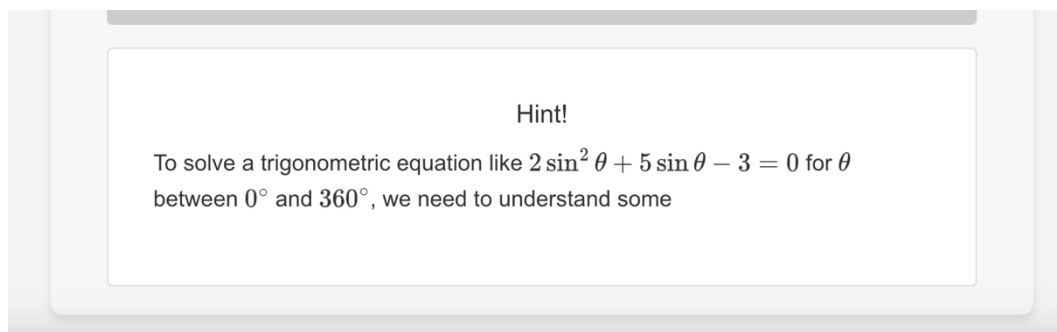 Hint!
To solve a trigonometric equation like 2 sin² θ + 5 sin θ − 3 = 0 for θ
between 0° and 360°, we need to understand some